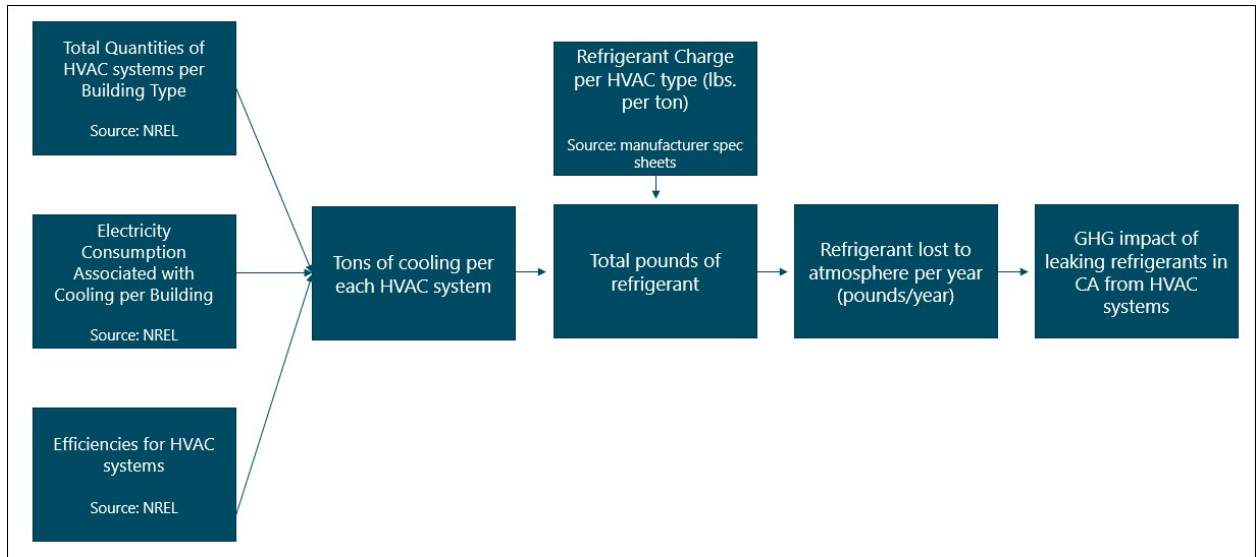 Total Quantities of
HVAC systems per
Building Type
Source: NREL
Electricity
Consumption
Associated with
Cooling per Building
Source: NREL
Efficiencies for HVAC
systems
Source: NREL
Tons of cooling per
each HVAC system
Refrigerant Charge
per HVAC type (lbs.
per ton)
Source: manufacturer spec
sheets
Total pounds of
refrigerant
Refrigerant lost to
atmosphere per year
(pounds/year)
GHG impact of
leaking refrigerants in
CA from HVAC
systems